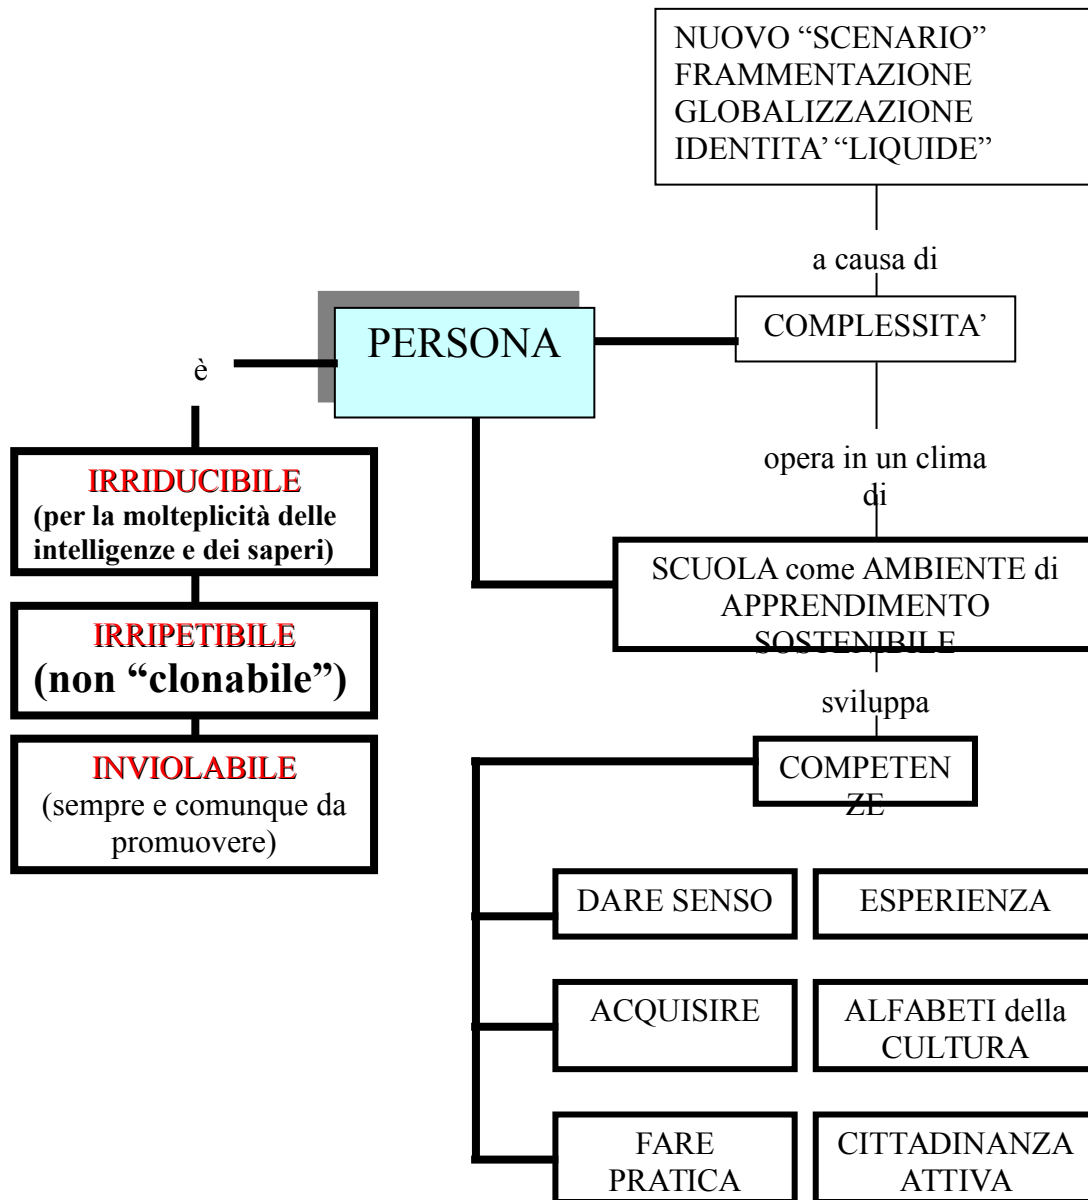 NUOVO “SCENARIO”
FRAMMENTAZIONE
GLOBALIZZAZIONE
IDENTITA’ “LIQUIDE”
a causa di
PERSONA
COMPLESSITA’
è
IRRIDUCIBILE
(per la molteplicità delle
intelligenze e dei saperi)
IRRIPETIBILE
(non “clonabile”)
INVIOLABILE
(sempre e comunque da
promuovere)
opera in un clima
di
SCUOLA come AMBIENTE di
APPRENDIMENTO
SOSTENIBILE
sviluppa
COMPETEN
ZE
DARE SENSO
ESPERIENZA
ACQUISIRE
ALFABETI della
CULTURA
FARE
PRATICA
CITTADINANZA
ATTIVA